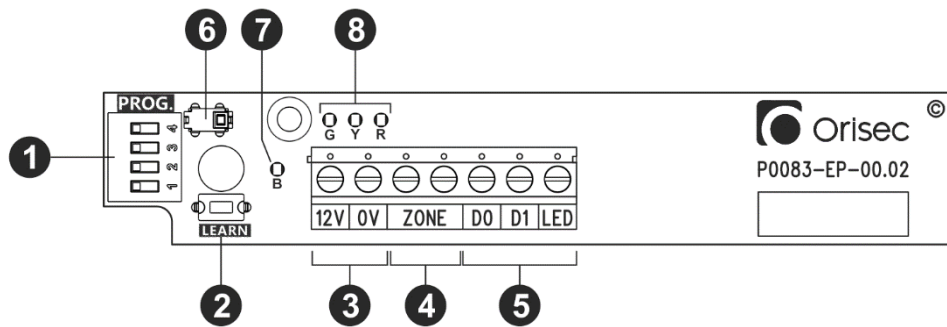 6 7 8
PROG. ©
G Y R Orisec
4
3
1
2
P0083-EP-00.02
1
B
12V 0V ZONE D0 D1 LED
LEARN
2 3 4 5